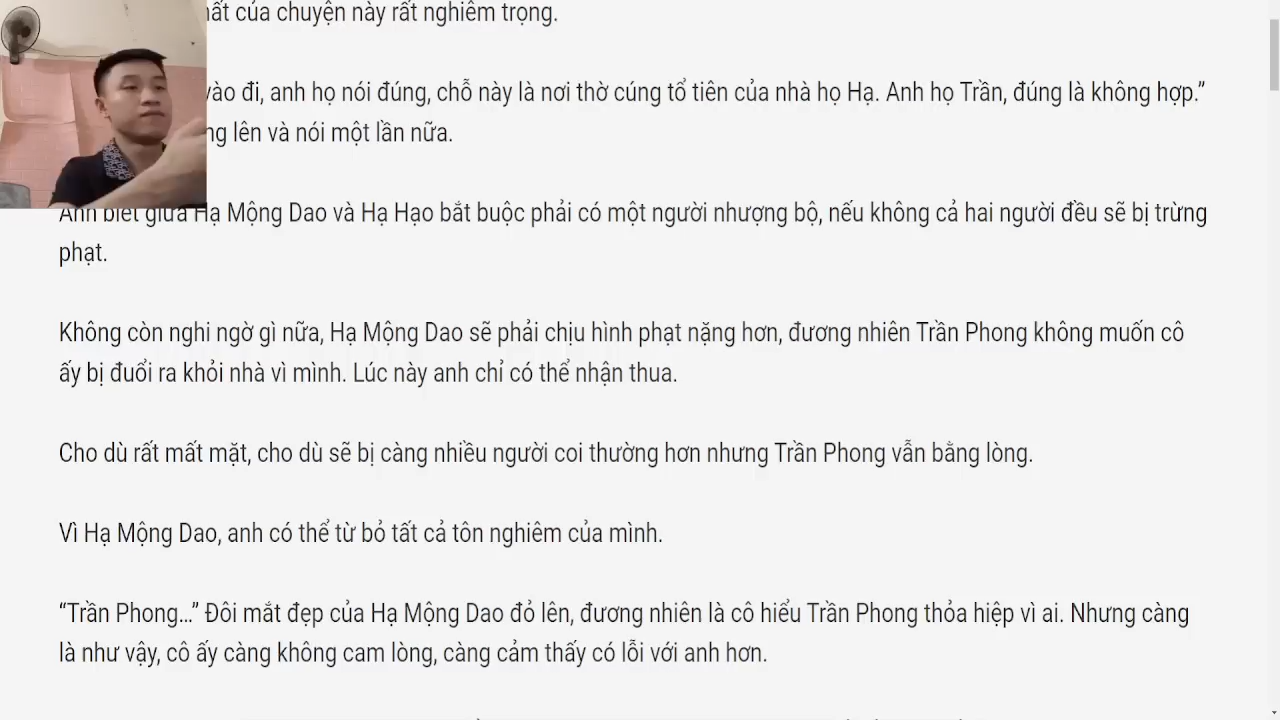 của chuyện này rất nghiêm trọng.
vào đi, anh họ nói đúng, chỗ này là nơi thờ cúng tổ tiên của nhà họ Hạ. Anh họ Trần, đúng là không hợp.”
lên và nói một lần nữa.
Anh biết giữa Hạ Mộng Dao và Hạ Hạo bắt buộc phải có một người nhượng bộ, nếu không cả hai người đều sẽ bị trừng
phạt.
Không còn nghi ngờ gì nữa, Hạ Mộng Dao sẽ phải chịu hình phạt nặng hơn, đương nhiên Trần Phong không muốn cô
ấy bị đuổi ra khỏi nhà vì mình. Lúc này anh chỉ có thể nhận thua.
Cho dù rất mất mặt, cho dù sẽ bị càng nhiều người coi thường hơn nhưng Trần Phong vẫn bằng lòng.
Vì Hạ Mộng Dao, anh có thể từ bỏ tất cả tôn nghiêm của mình.
“Trần Phong…” Đôi mắt đẹp của Hạ Mộng Dao đỏ lên, đương nhiên là cô hiểu Trần Phong thỏa hiệp vì ai. Nhưng càng
là như vậy, cô ấy càng không cam lòng, càng cảm thấy có lỗi với anh hơn.